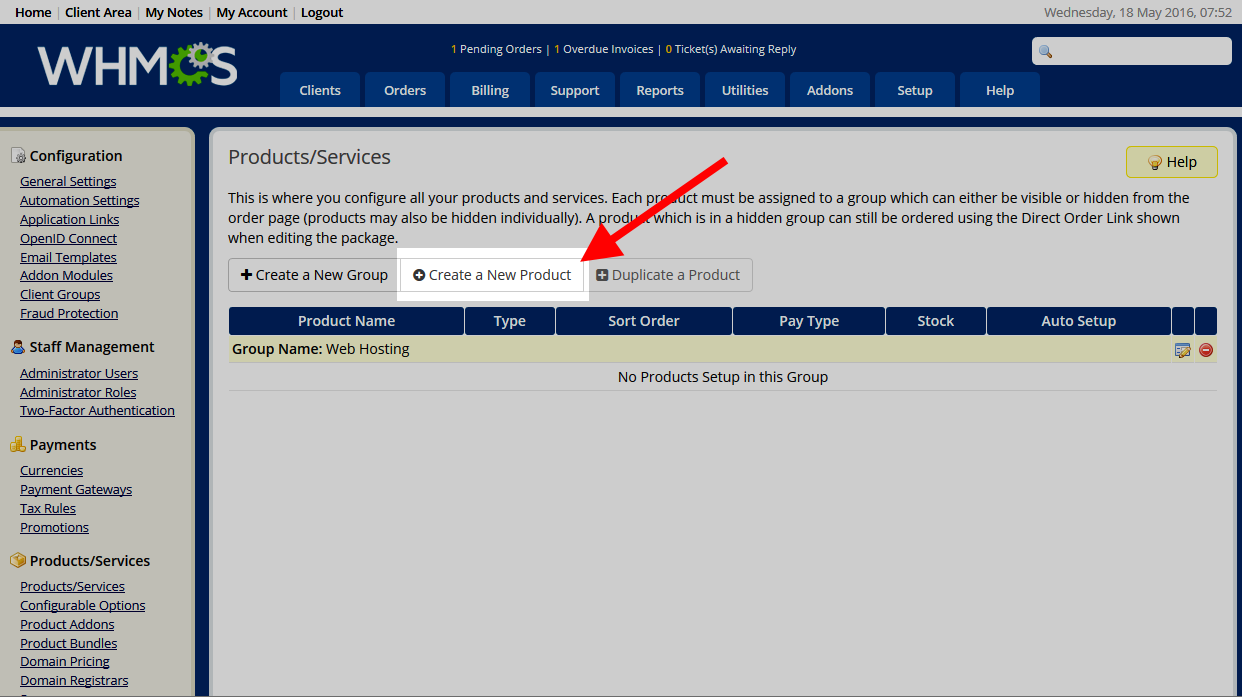 Home | Client Area | My Notes | My Account | Logout
Wednesday, 18 May 2016, 07:52
WHMCS
1 Pending Orders | 1 Overdue Invoices | 0 Ticket(s) Awaiting Reply
Clients Orders Billing Support Reports Utilities Addons Setup Help
Configuration
General Settings
Automation Settings
Application Links
OpenID Connect
Email Templates
Addon Modules
Client Groups
Fraud Protection
Staff Management
Administrator Users
Administrator Roles
Two-Factor Authentication
Payments
Currencies
Payment Gateways
Tax Rules
Promotions
Products/Services
Products/Services
Configurable Options
Product Addons
Product Bundles
Domain Pricing
Domain Registrars
Products/Services
Help
This is where you configure all your products and services. Each product must be assigned to a group which can either be visible or hidden from the
order page (products may also be hidden individually). A product which is in a hidden group can still be ordered using the Direct Order Link shown
when editing the package.
Create a New Group Create a New Product Duplicate a Product
Product Name Type Sort Order Pay Type Stock Auto Setup
Group Name: Web Hosting
No Products Setup in this Group